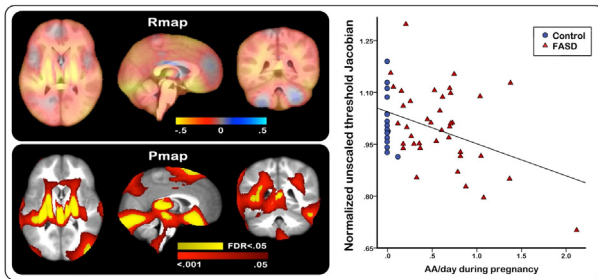 Rmap
-.5 0 .5
Pmap
FDR<.05
<.001 .05
Normalized unscaled threshold Jacobian
1.25
1.10
.95
.80
.65
Control
FASD
.0 .5 1.0 1.5 2.0
AA/day during pregnancy